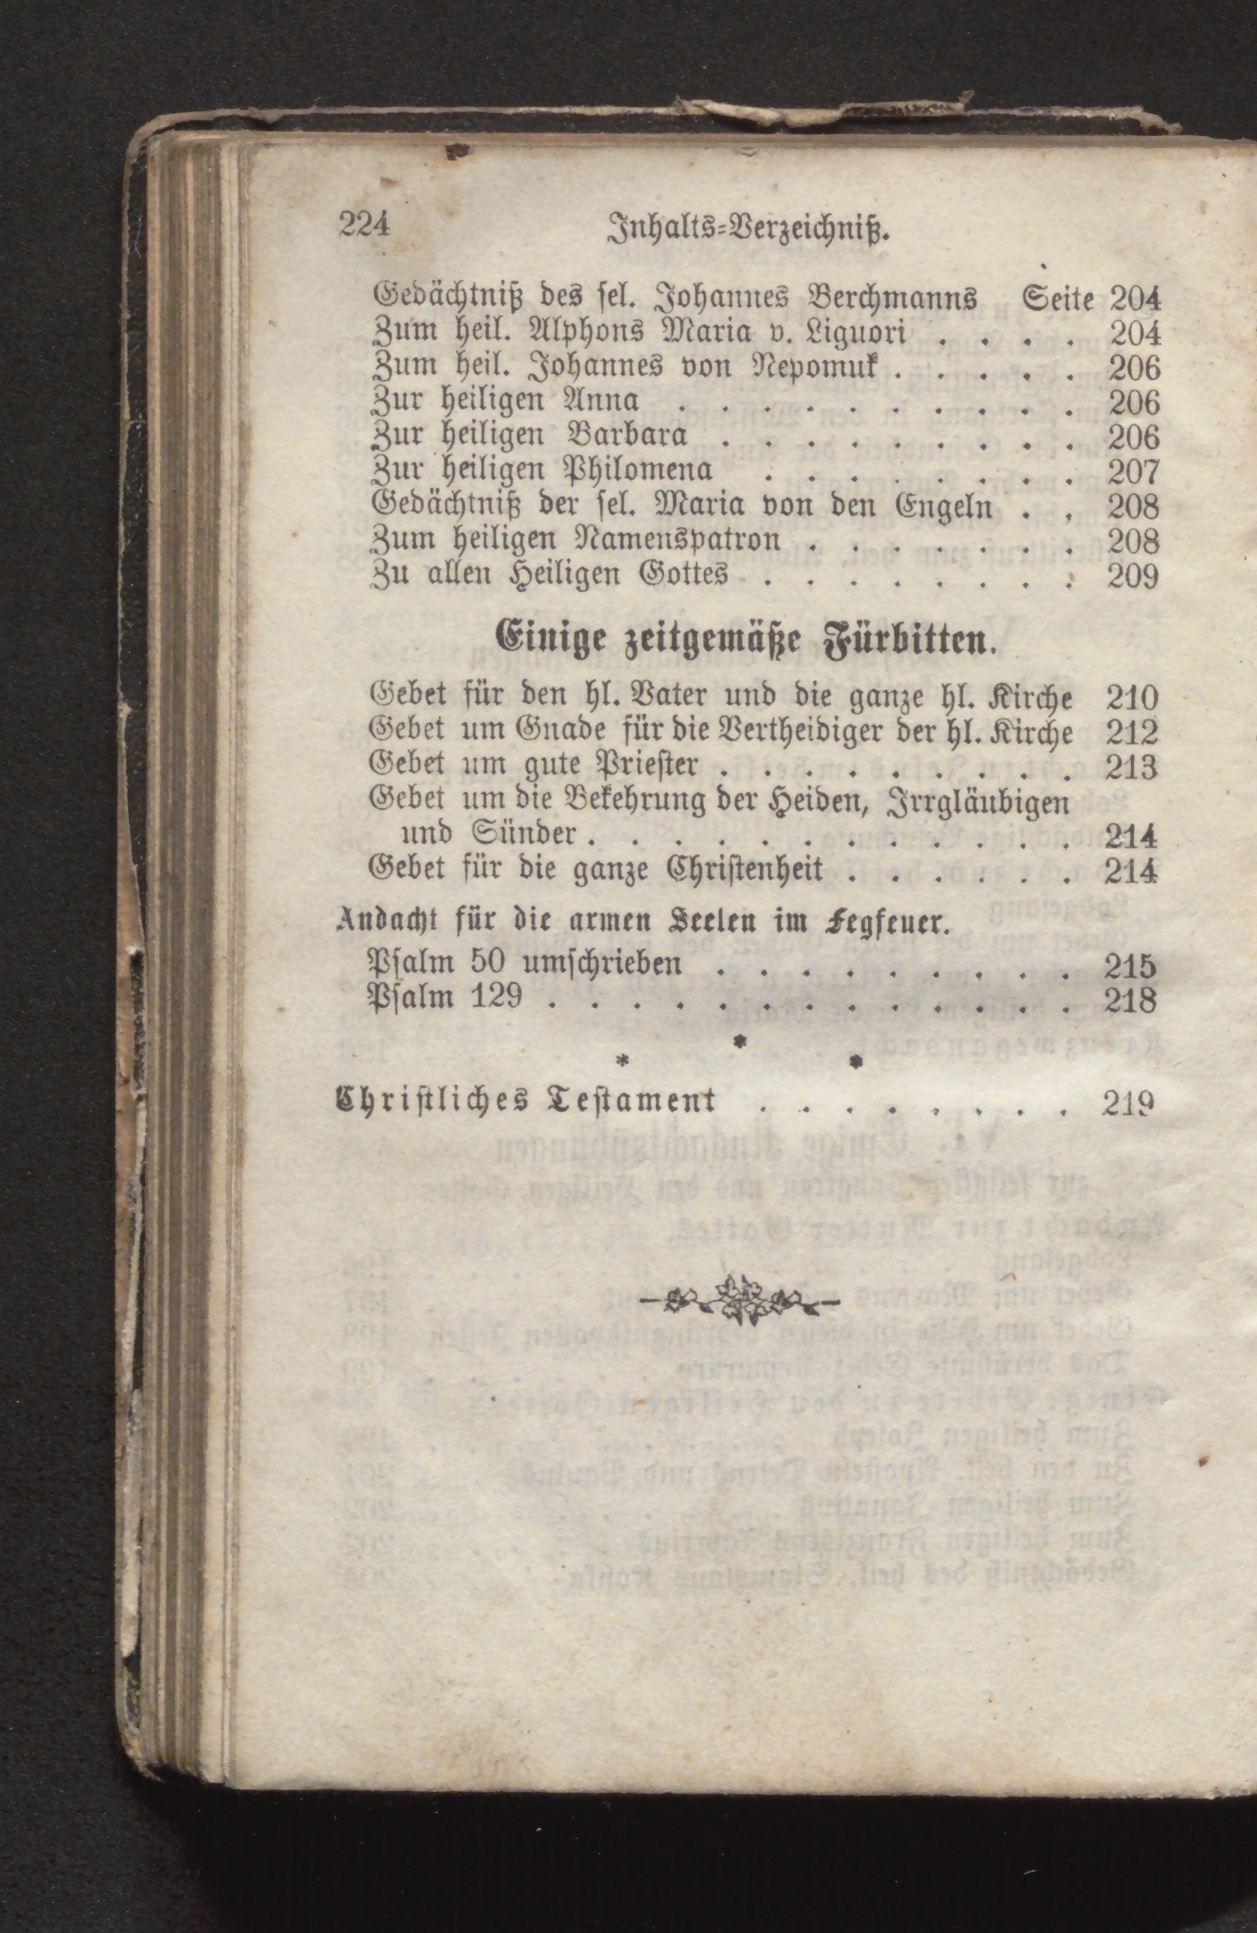 224 Inhalts-Verzeichniß.
Gedächtniß des sel. Johannes Berchmanns Seite 204
Zum heil. Alphons Maria v. Liguori . . . . 204
Zum heil. Johannes von Nepomuk . . . . . 206
Zur heiligen Anna . . . . . . . . . . 206
Zur heiligen Barbara . . . . . . . . . 206
Zur heiligen Philomena . . . . . . . . 207
Gedächtniß der sel. Maria von den Engeln . . 208
Zum heiligen Namenspatron . . . . . . . 208
Zu allen Heiligen Gottes . . . . . . . . 209
Einige zeitgemäße Fürbitten.
Gebet für den hl. Vater und die ganze hl. Kirche 210
Gebet um Gnade für die Vertheidiger der hl. Kirche 212
Gebet um gute Priester . . . . . . . . . 213
Gebet um die Bekehrung der Heiden, Irrgläubigen
und Sünder . . . . . . . . . . . . 214
Gebet für die ganze Christenheit . . . . . . 214
Andacht für die armen Seelen im Fegfeuer.
Psalm 50 umschrieben . . . . . . . . . 215
Psalm 129 . . . . . . . . . . . . . 218
* * *
Christliches Testament . . . . . . . . 219